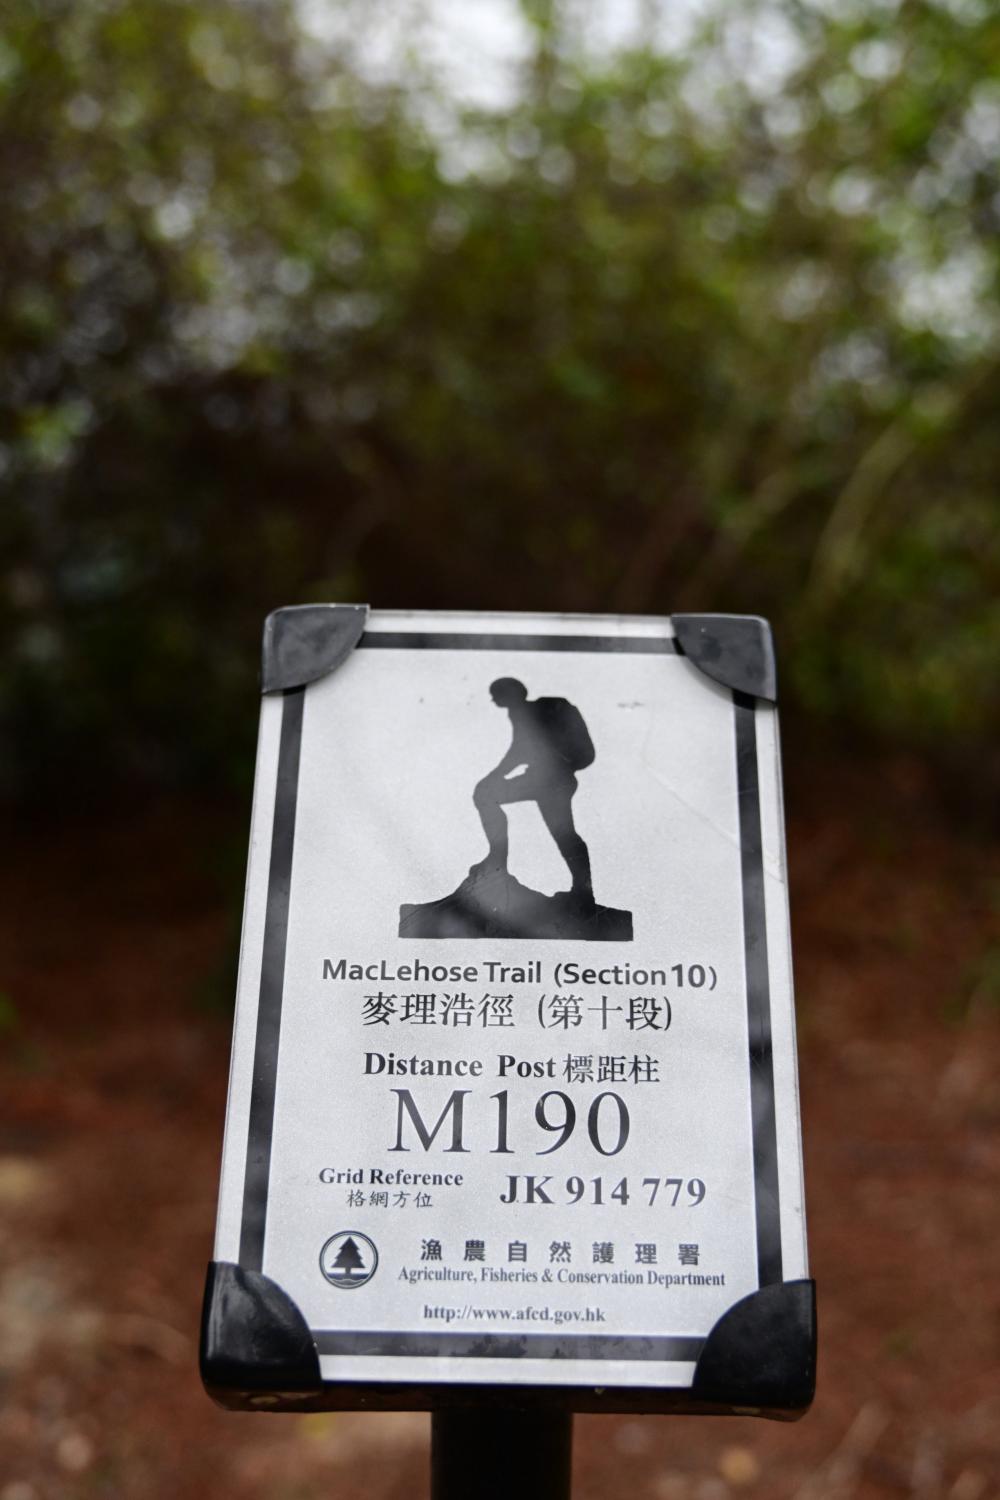 MacLehose Trail (Section 10)
麥理浩徑 (第十段)
Distance Post 標距柱
M190
Grid Reference
格網方位
JK 914 779
漁農自然護理署
Agriculture, Fisheries & Conservation Department
http://www.afcd.gov.hk